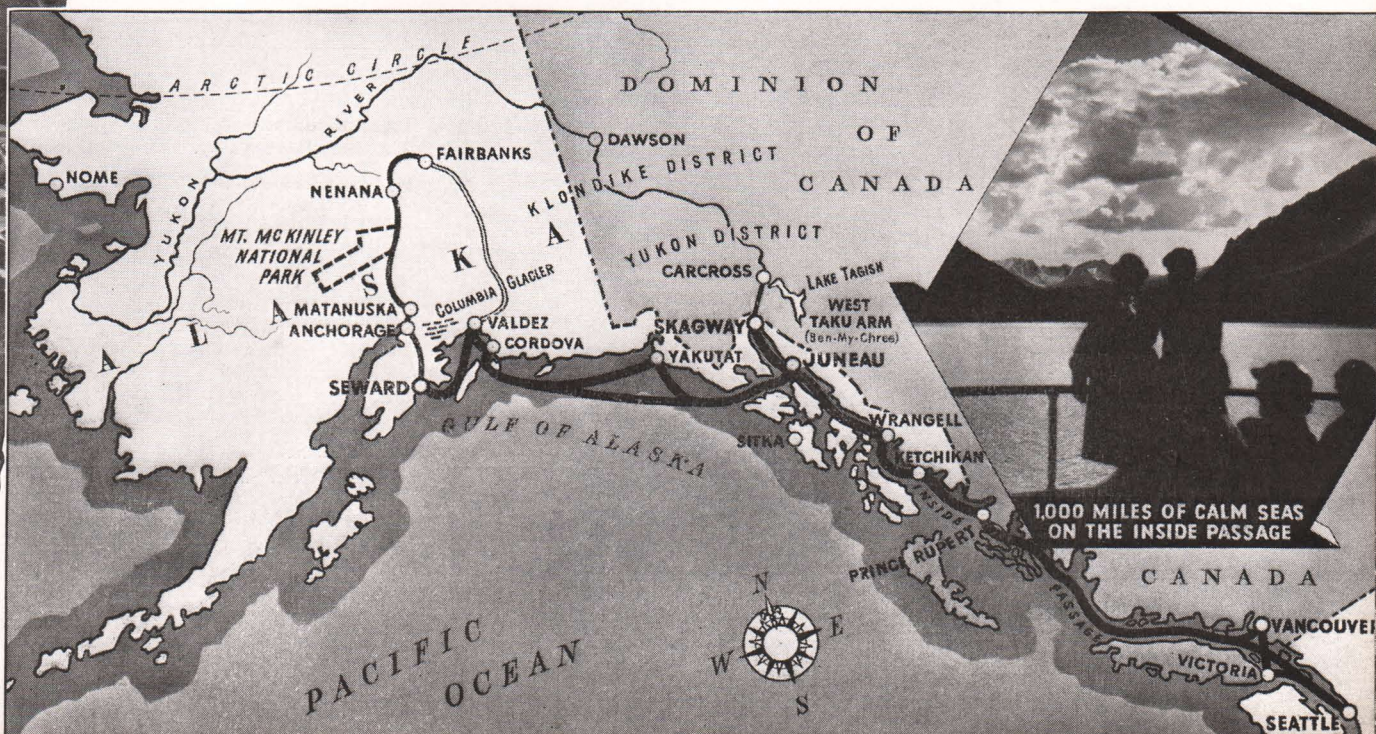 ARCTIC CIRCLE
DOMINION
OF
CANADA
YUKON
RIVER
NOME
FAIRBANKS
NENANA
DAWSON
KLONDIKE DISTRICT
YUKON DISTRICT
MT. McKINLEY
NATIONAL
PARK
ALASKA
MATANUSKA
ANCHORAGE
COLUMBIA GLACIER
VALDEZ
CORDOVA
SEWARD
CARCROSS
LAKE TAGISH
WEST
TAKU ARM
(Ben-My-Chree)
SKAGWAY
YAKUTAT
JUNEAU
GULF OF ALASKA
SITKA
WRANGELL
KETCHIKAN
INSIDE
PASSAGE
PRINCE RUPERT
1,000 MILES OF CALM SEAS
ON THE INSIDE PASSAGE
CANADA
PACIFIC
OCEAN
N
W
E
S
VANCOUVER
VICTORIA
SEATTLE